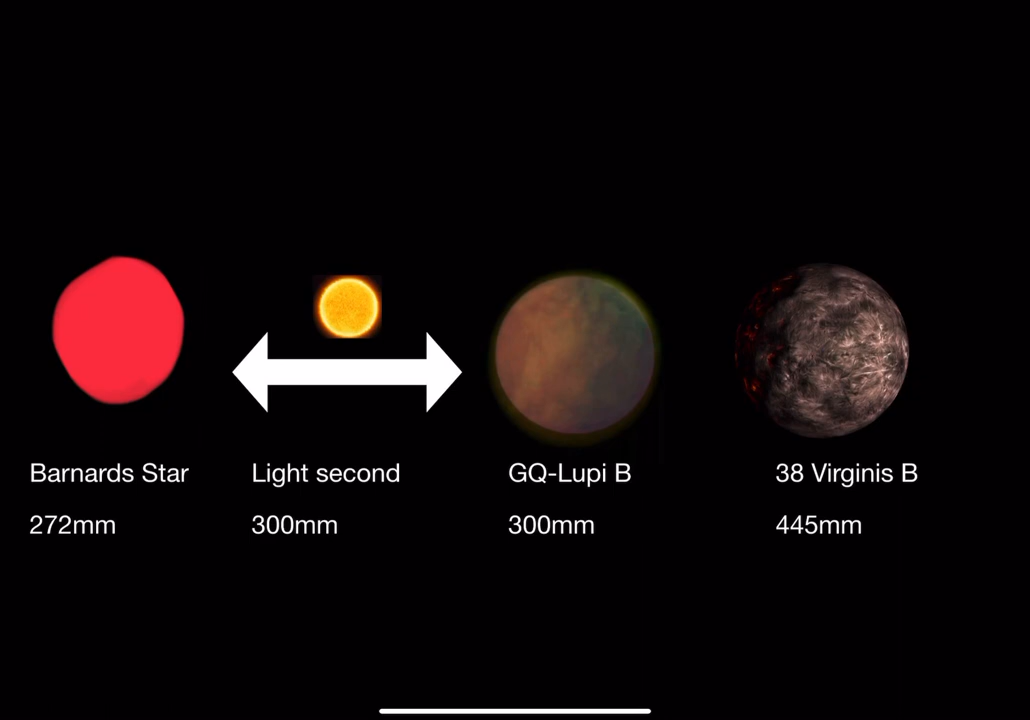 Barnards Star
272mm
Light second
300mm
GQ-Lupi B
300mm
38 Virginis B
445mm